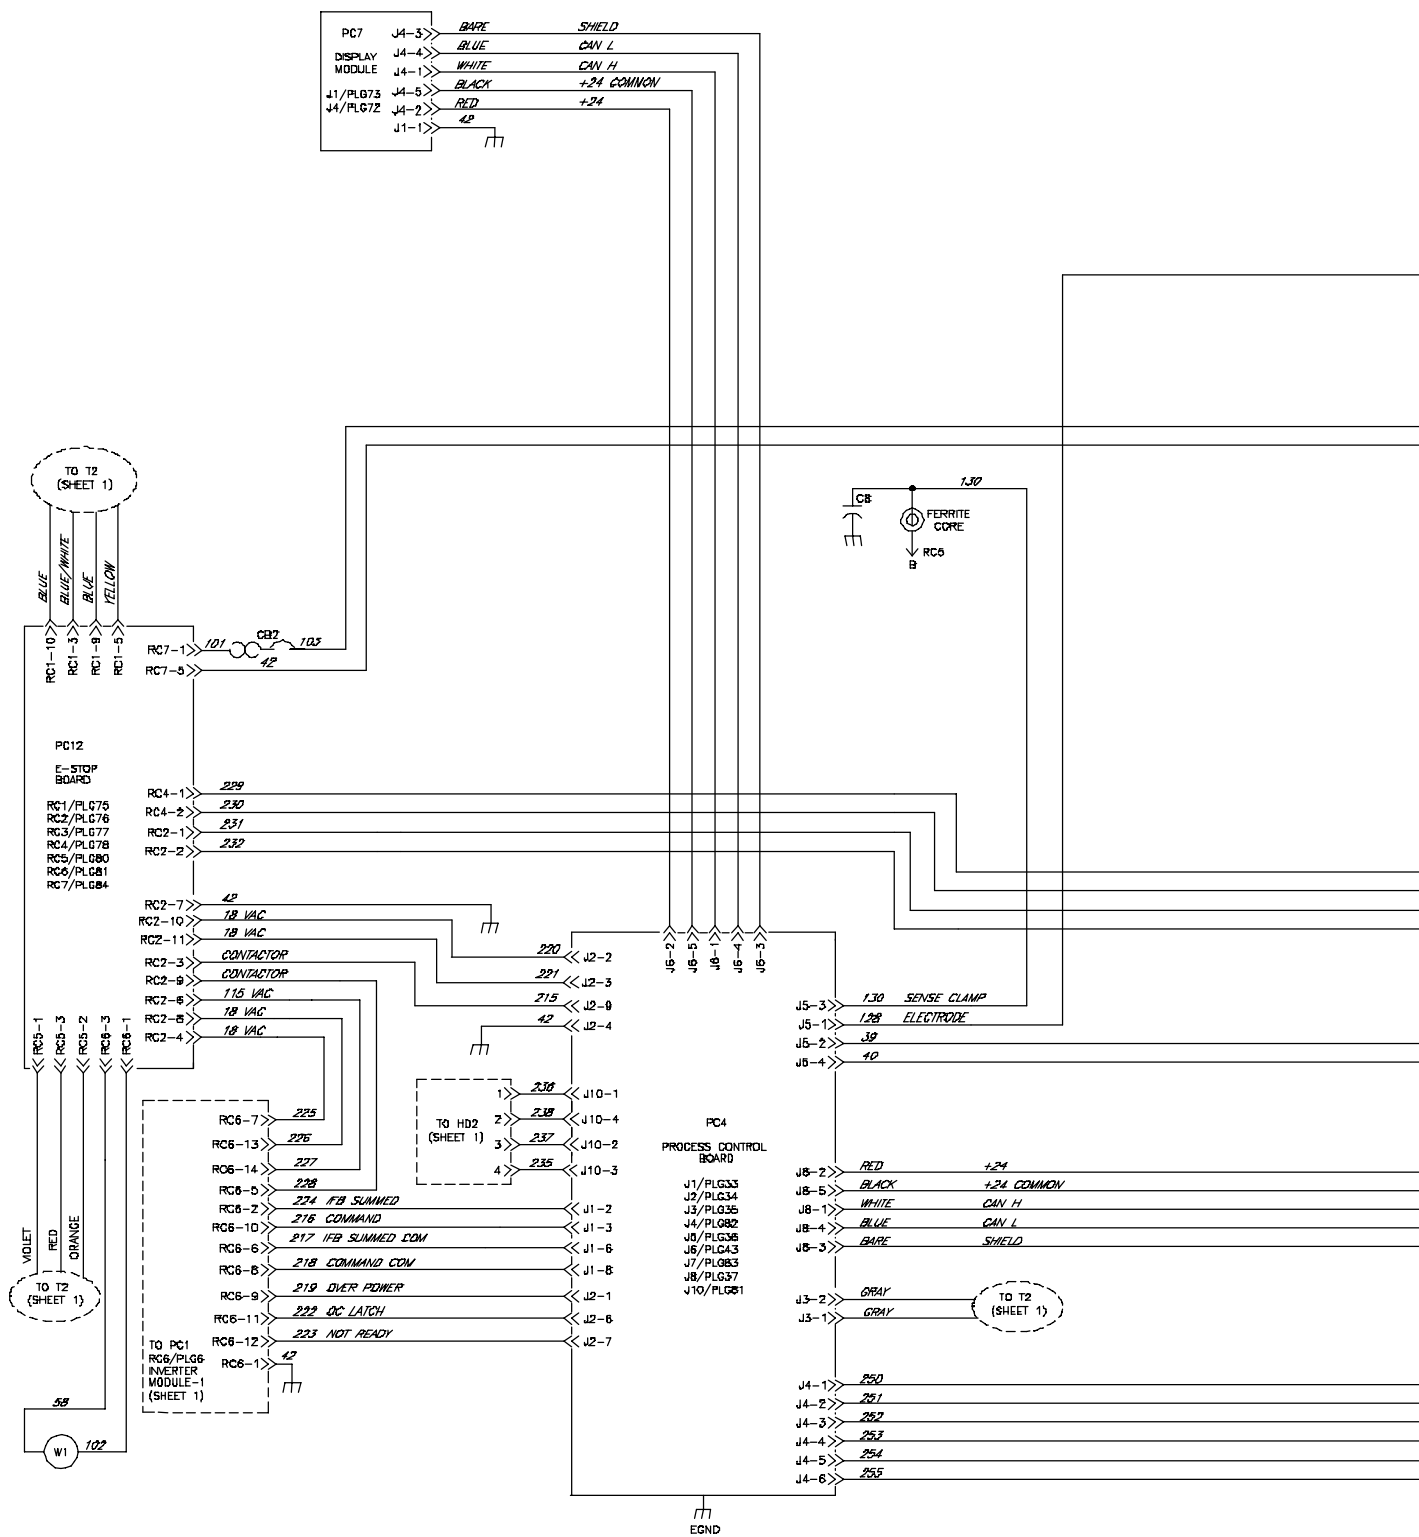 PC7
DISPLAY
MODULE
J1/PLG73
J4/PLG72
J4-3 BARE SHIELD
J4-4 BLUE CAN L
J4-1 WHITE CAN H
J4-5 BLACK +24 COMMON
J4-2 RED +24
J1-1 42
TO T2
(SHEET 1)
BLUE
BLUE/WHITE
BLUE
YELLOW
RC1-10
RC1-3
RC1-9
RC1-5
RC7-1 101 CB2 103
RC7-5 42
130
C8
FERRITE
CORE
RC5
B
PC12
E-STOP
BOARD
RC1/PLG75
RC2/PLG76
RC3/PLG77
RC4/PLG78
RC5/PLG80
RC6/PLG81
RC7/PLG84
RC4-1 229
RC4-2 230
RC2-1 231
RC2-2 232
RC2-7 42
RC2-10 18 VAC
RC2-11 18 VAC
RC2-3 CONTACTOR
RC2-9 CONTACTOR
RC2-6 115 VAC
RC2-8 18 VAC
RC2-4 18 VAC
RC5-1
RC5-3
RC5-2
RC6-3
RC6-1
VIOLET
RED
ORANGE
TO T2
(SHEET 1)
58
W1 102
220 J2-2
221 J2-3
215 J2-9
42 J2-4
J6-2
J6-5
J6-1
J6-4
J6-3
TO HD2
(SHEET 1)
1 236 J10-1
2 238 J10-4
3 237 J10-2
4 235 J10-3
RC6-7 225
RC6-13 226
RC6-14 227
RC6-5 228
RC6-2 224 IFB SUMMED J1-2
RC6-10 216 COMMAND J1-3
RC6-6 217 IFB SUMMED COM J1-6
RC6-8 218 COMMAND COM J1-8
RC6-9 219 OVER POWER J2-1
RC6-11 222 OC LATCH J2-6
RC6-12 223 NOT READY J2-7
RC6-1 42
TO PC1
RC6/PLG6
INVERTER
MODULE-1
(SHEET 1)
PC4
PROCESS CONTROL
BOARD
J1/PLG33
J2/PLG34
J3/PLG35
J4/PLG82
J5/PLG36
J6/PLG43
J7/PLG83
J8/PLG37
J10/PLG61
J5-3 130 SENSE CLAMP
J5-1 128 ELECTRODE
J5-2 39
J5-4 40
J8-2 RED +24
J8-5 BLACK +24 COMMON
J8-1 WHITE CAN H
J8-4 BLUE CAN L
J8-3 BARE SHIELD
J3-2 GRAY
J3-1 GRAY
TO T2
(SHEET 1)
J4-1 250
J4-2 251
J4-3 252
J4-4 253
J4-5 254
J4-6 255
EGND